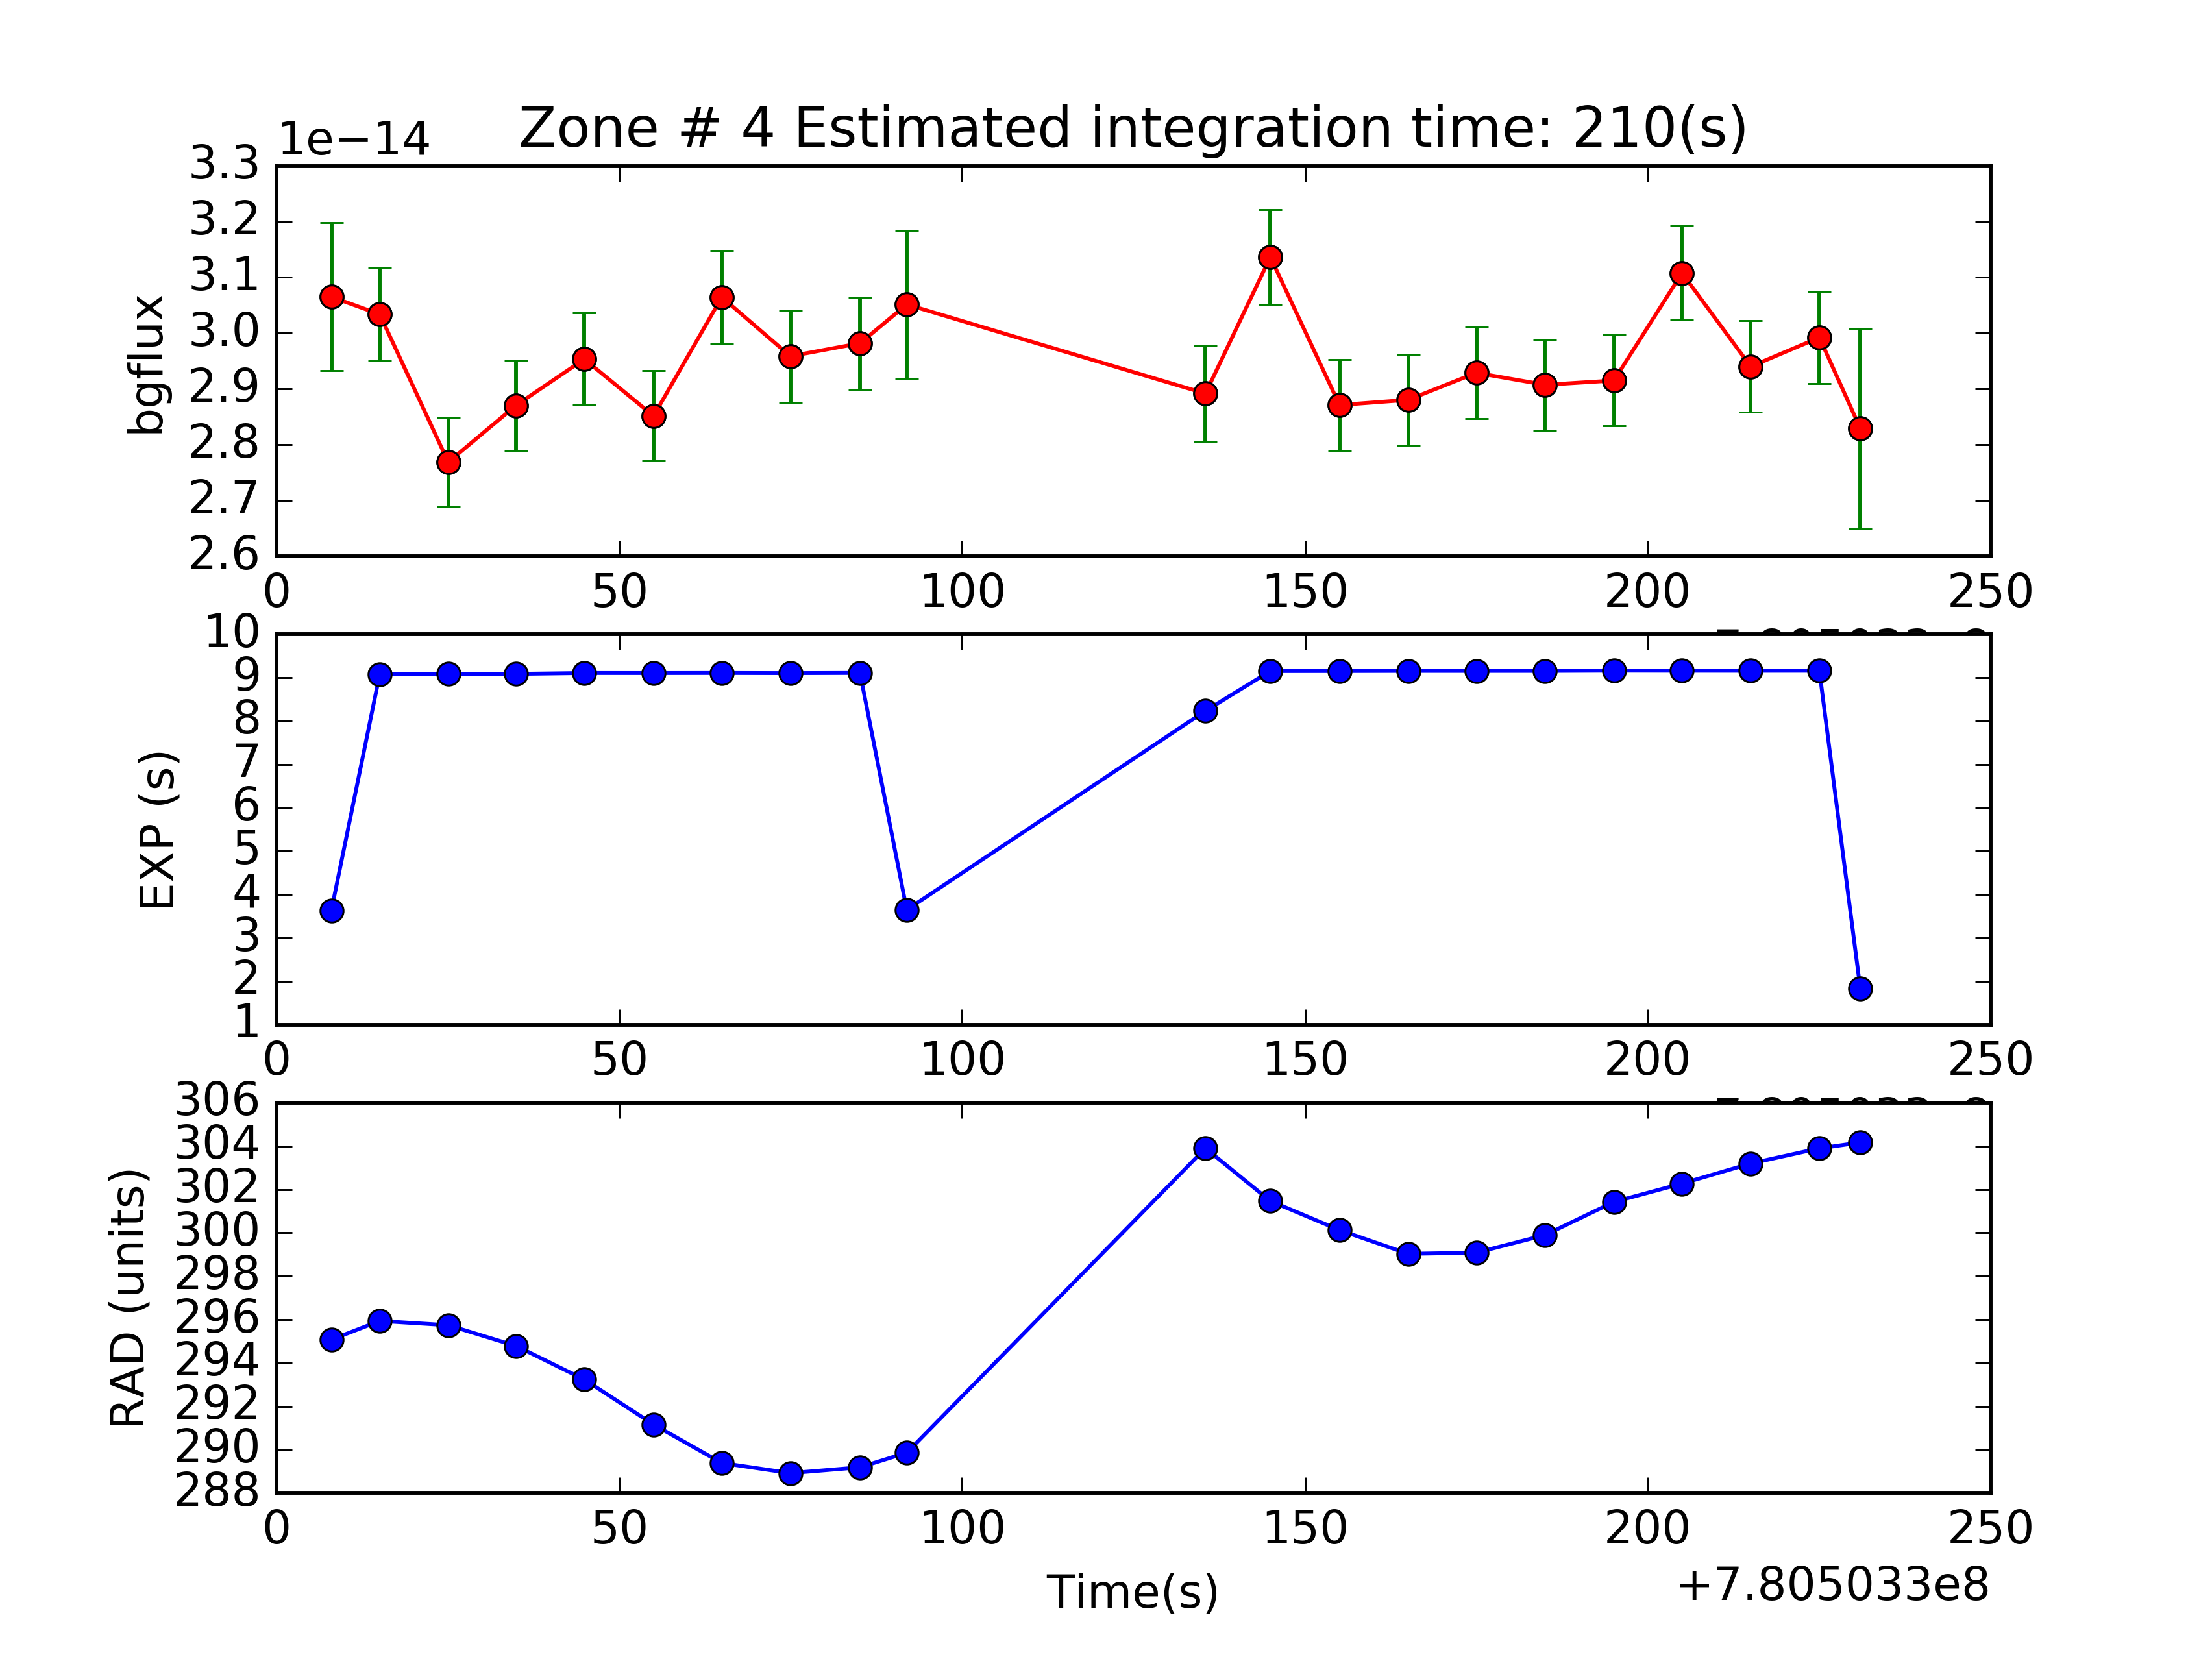 1e−14
Zone # 4 Estimated integration time: 210(s)
3.3
3.2
3.1
3.0
2.9
2.8
2.7
2.6
bgflux
0 50 100 150 200 250
10
9
8
7
6
5
4
3
2
1
EXP (s)
0 50 100 150 200 250
306
304
302
300
298
296
294
292
290
288
RAD (units)
0 50 100 150 200 250
Time(s)
+7.805033e8